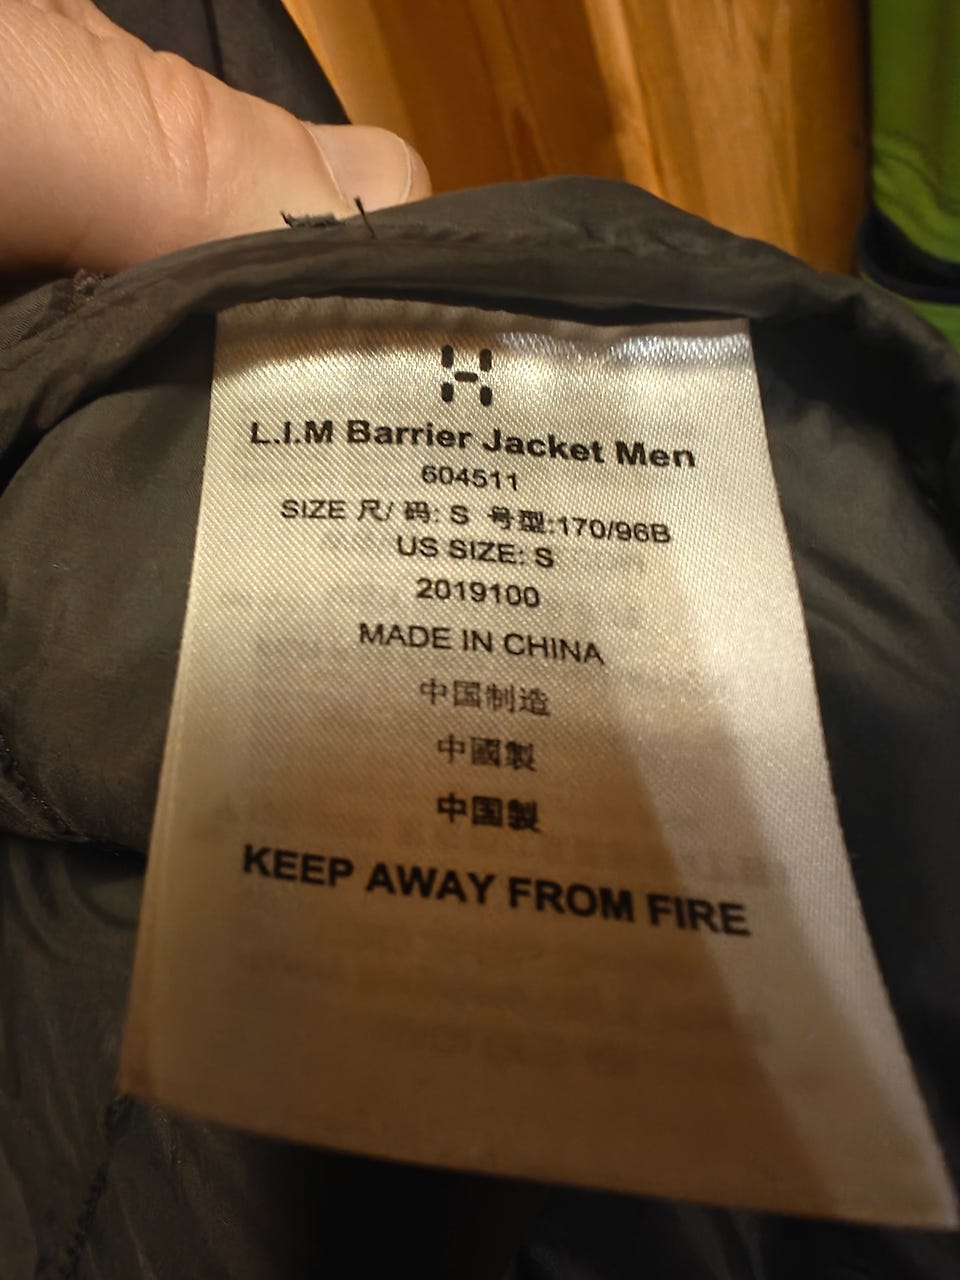 L.I.M Barrier Jacket Men
604511
SIZE 尺/ 码: S 号型:170/96B
US SIZE: S
2019100
MADE IN CHINA
中国制造
中國製
中国製
KEEP AWAY FROM FIRE